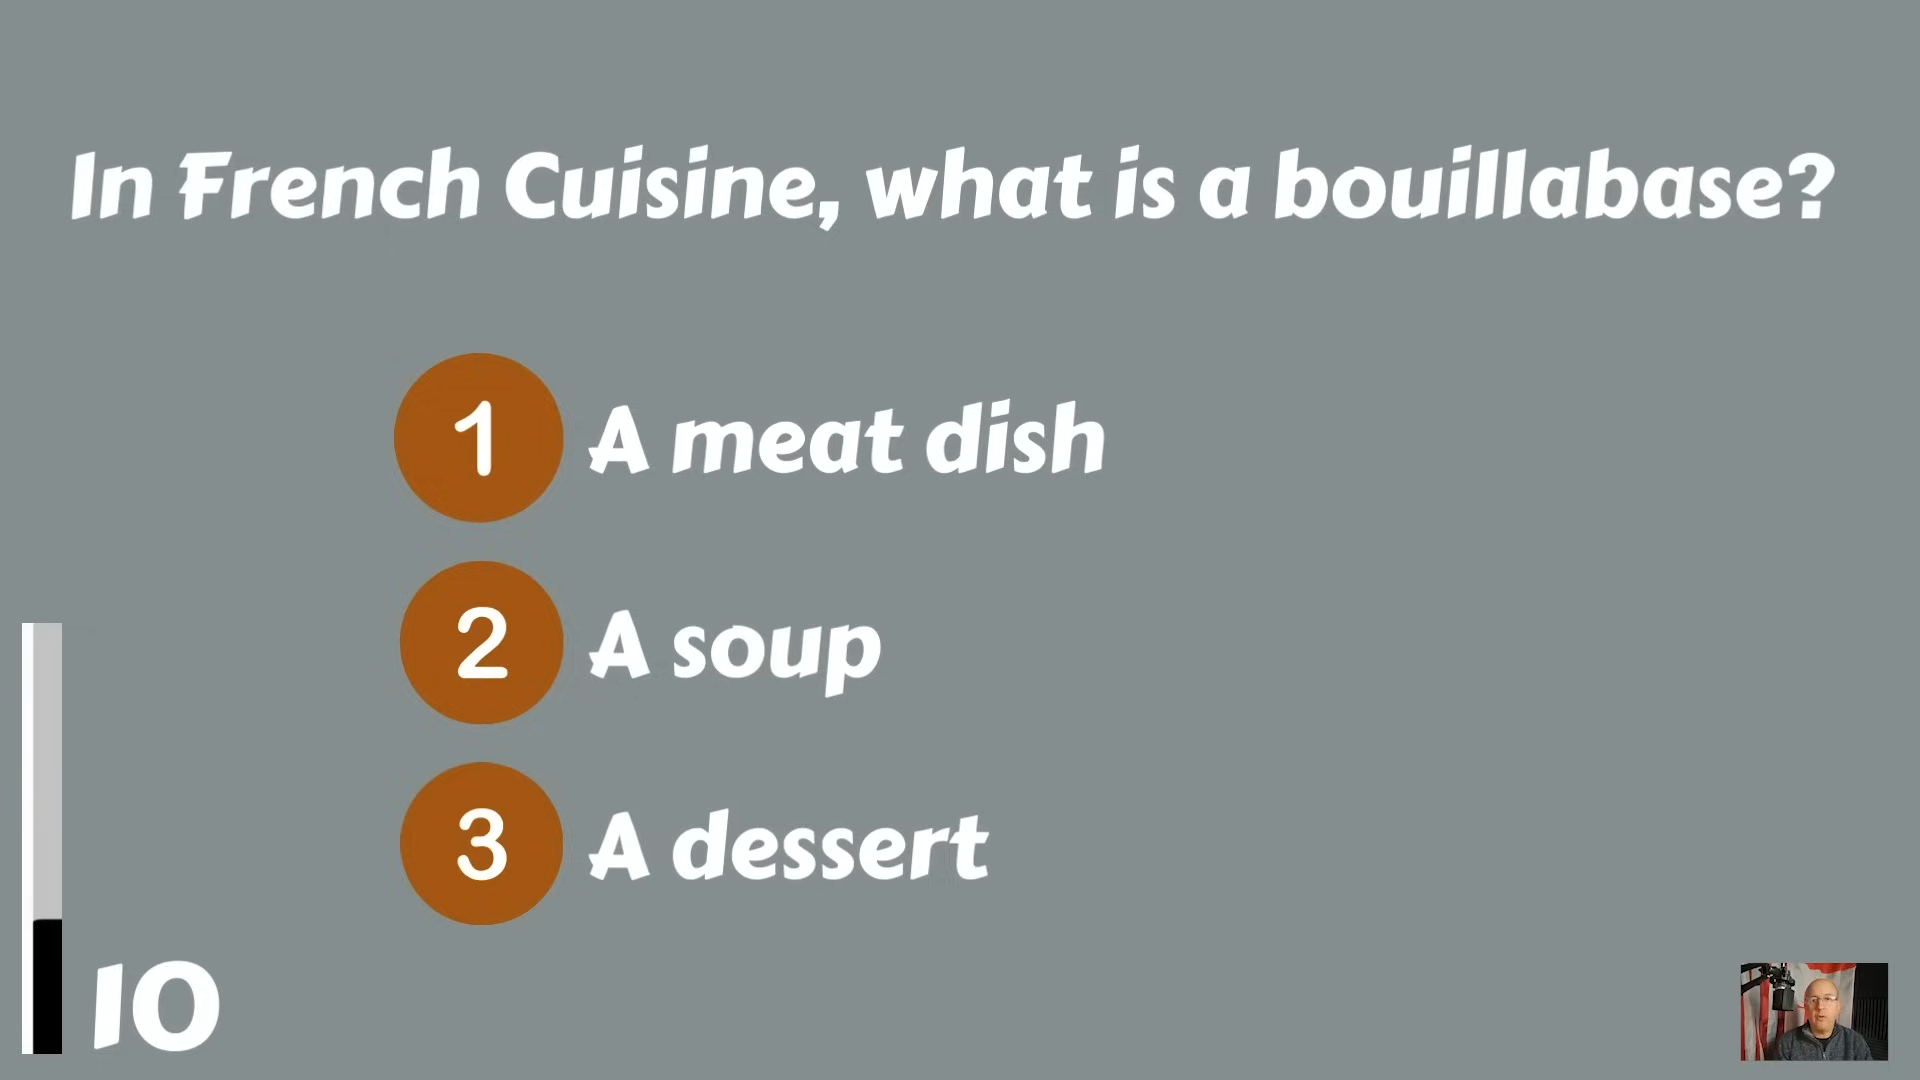 In French Cuisine, what is a bouillabase?
1 A meat dish
2 A soup
3 A dessert
10